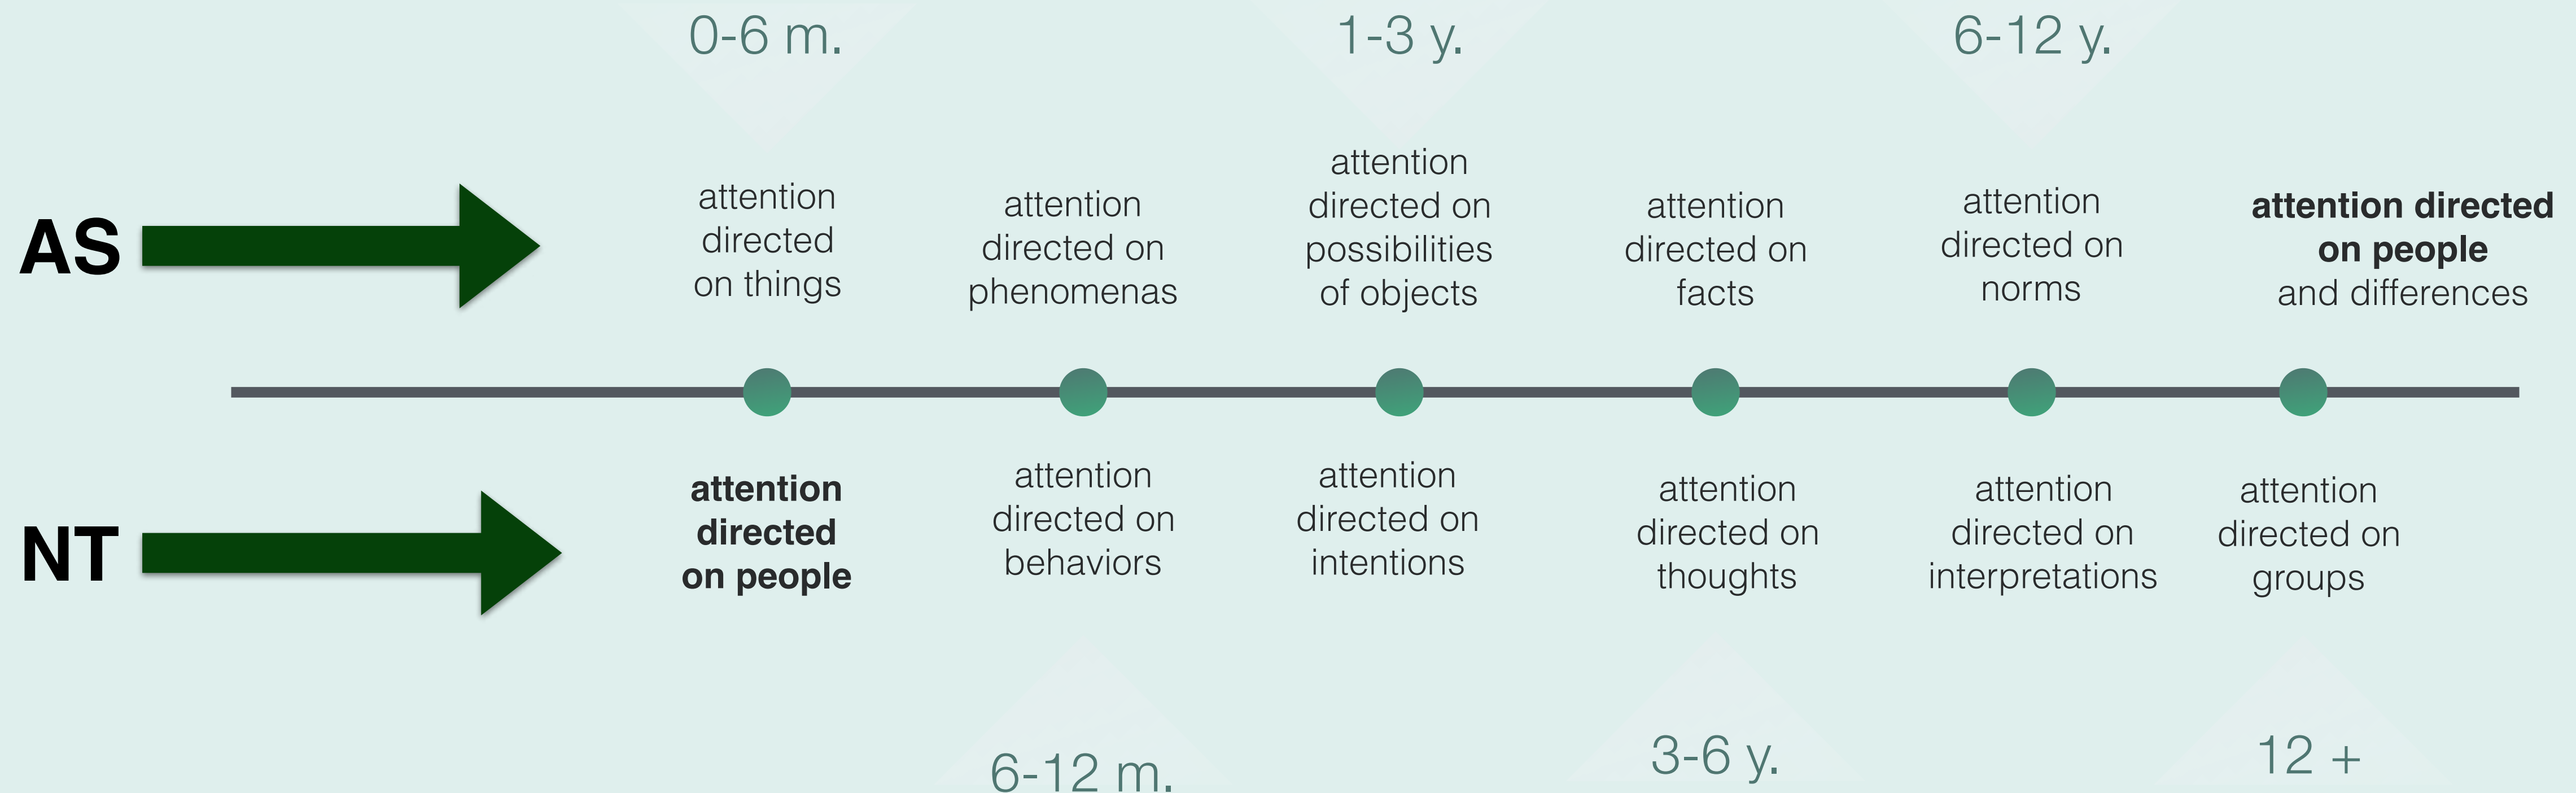 0-6 m.
1-3 y.
6-12 y.
AS
attention
directed
on things
attention
directed on
phenomenas
attention
directed on
possibilities
of objects
attention
directed on
facts
attention
directed on
norms
attention directed
on people
and differences
NT
attention
directed
on people
attention
directed on
behaviors
attention
directed on
intentions
attention
directed on
thoughts
attention
directed on
interpretations
attention
directed on
groups
6-12 m.
3-6 y.
12 +